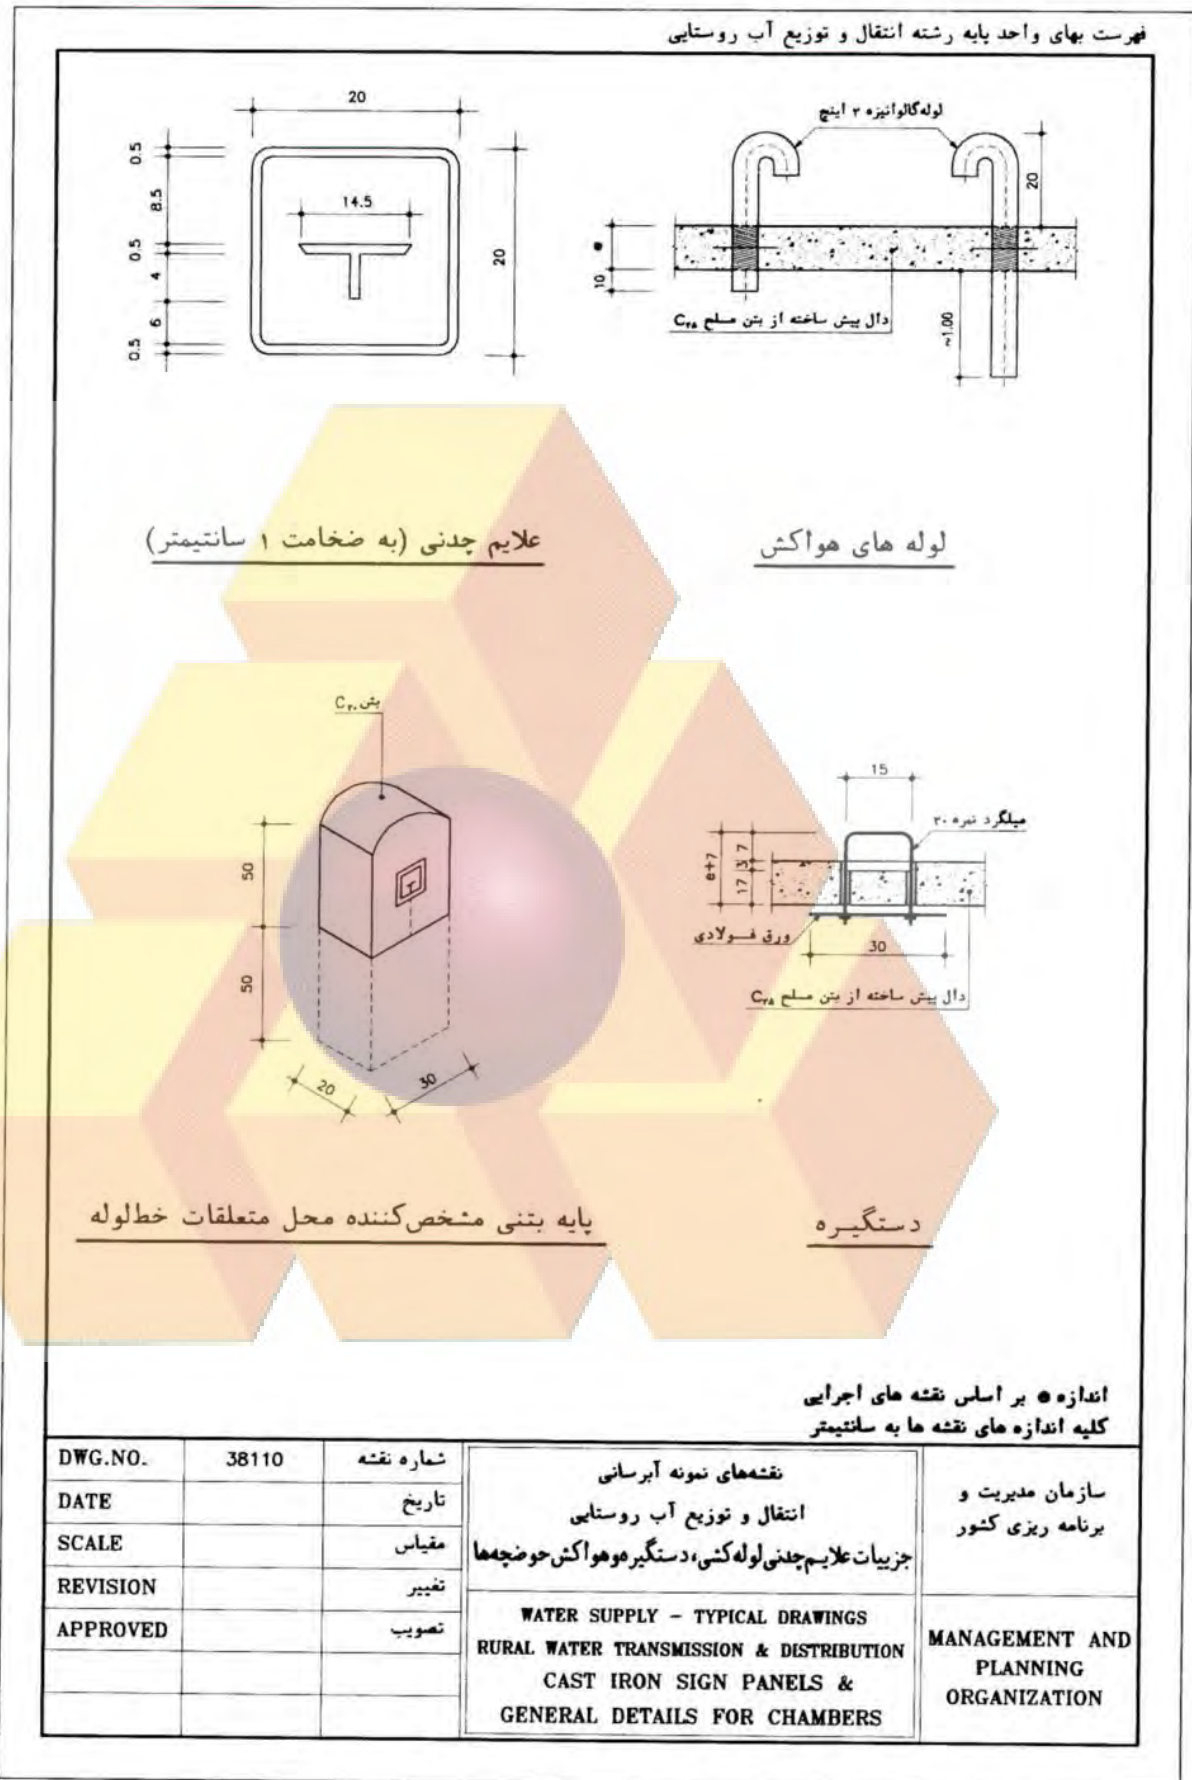 فهرست بهای واحد پایه رشته انتقال و توزیع آب روستایی
20
0.5
8.5
0.5
4
6
0.5
14.5
20
لوله گالوانیزه ۳ اینچ
20
e
10
~1.00
دال پیش ساخته از بتن مسلح C۲۵
علایم چدنی (به ضخامت ۱ سانتیمتر)
لوله های هواکش
بتن C۲۰
50
50
20
30
T
15
میلگرد نمره ۲۰
e+7
7
3
17
ورق فولادی
30
دال پیش ساخته از بتن مسلح C۲۵
پایه بتنی مشخص‌کننده محل متعلقات خط‌لوله
دستگیره
اندازه e بر اساس نقشه های اجرایی
کلیه اندازه های نقشه ها به سانتیمتر
DWG.NO. 38110 شماره نقشه
DATE تاریخ
SCALE مقیاس
REVISION تغییر
APPROVED تصویب
نقشه‌های نمونه آبرسانی
انتقال و توزیع آب روستایی
جزییات علایم چدنی لوله کشی، دستگیره و هواکش حوضچه‌ها
WATER SUPPLY - TYPICAL DRAWINGS
RURAL WATER TRANSMISSION & DISTRIBUTION
CAST IRON SIGN PANELS &
GENERAL DETAILS FOR CHAMBERS
سازمان مدیریت و
برنامه ریزی کشور
MANAGEMENT AND
PLANNING
ORGANIZATION